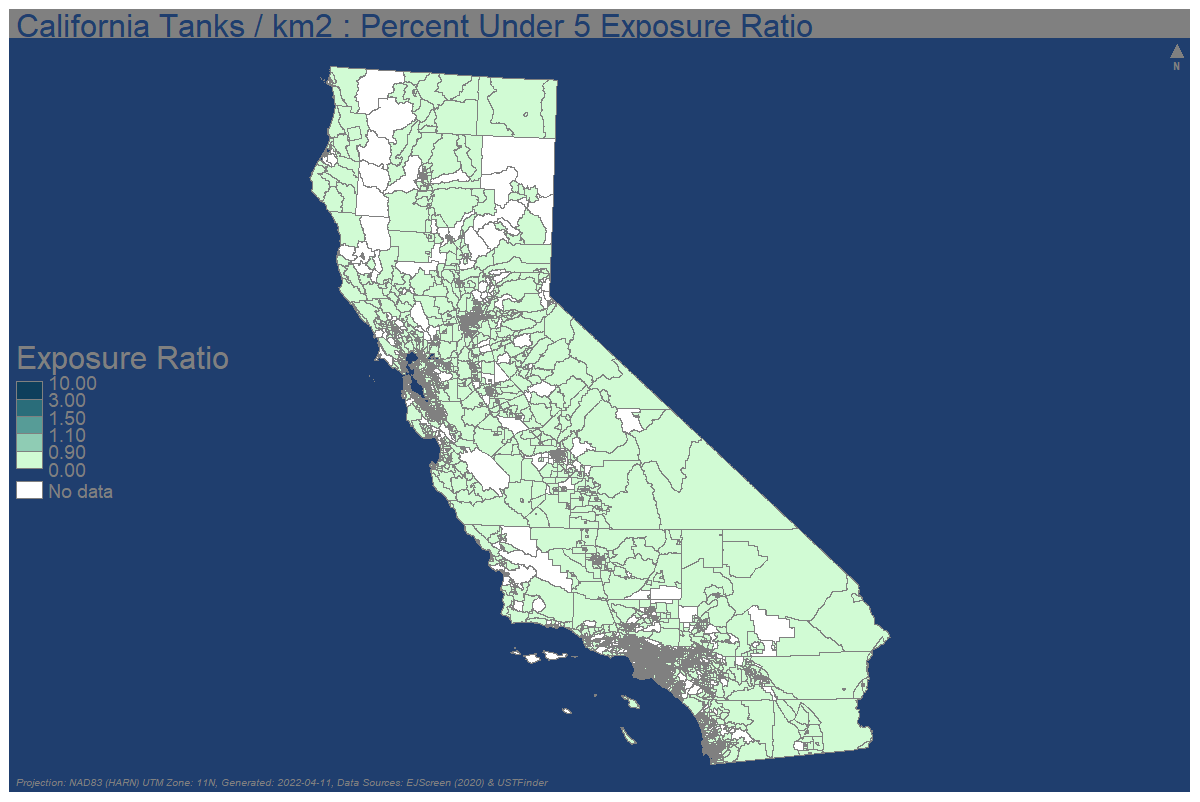 California Tanks / km2 : Percent Under 5 Exposure Ratio
N
Exposure Ratio
10.00
3.00
1.50
1.10
0.90
0.00
No data
Projection: NAD83 (HARN) UTM Zone: 11N, Generated: 2022-04-11, Data Sources: EJScreen (2020) & USTFinder